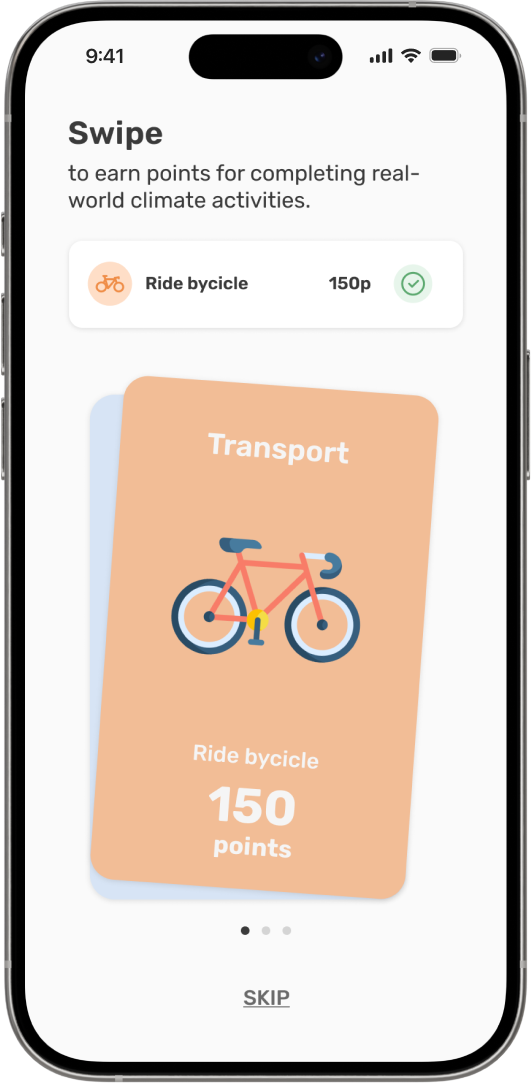 9:41
Swipe
to earn points for completing real-
world climate activities.
Ride bycicle 150p
Transport
Ride bycicle
150
points
SKIP